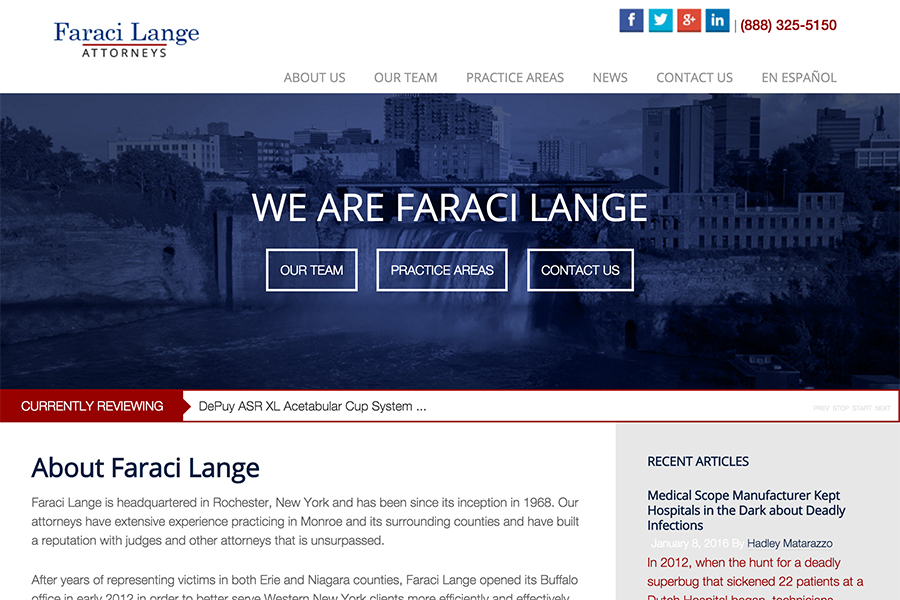 Faraci Lange
ATTORNEYS
f
g+
in
| (888) 325-5150
ABOUT US OUR TEAM PRACTICE AREAS NEWS CONTACT US EN ESPAÑOL
WE ARE FARACI LANGE
OUR TEAM PRACTICE AREAS CONTACT US
CURRENTLY REVIEWING DePuy ASR XL Acetabular Cup System ...
PREV STOP START NEXT
About Faraci Lange
Faraci Lange is headquartered in Rochester, New York and has been since its inception in 1968. Our
attorneys have extensive experience practicing in Monroe and its surrounding counties and have built
a reputation with judges and other attorneys that is unsurpassed.
After years of representing victims in both Erie and Niagara counties, Faraci Lange opened its Buffalo
office in early 2012 in order to better serve Western New York clients more efficiently and effectively.
RECENT ARTICLES
Medical Scope Manufacturer Kept
Hospitals in the Dark about Deadly
Infections
January 8, 2016 By Hadley Matarazzo
In 2012, when the hunt for a deadly
superbug that sickened 22 patients at a
Dutch Hospital began, technicians